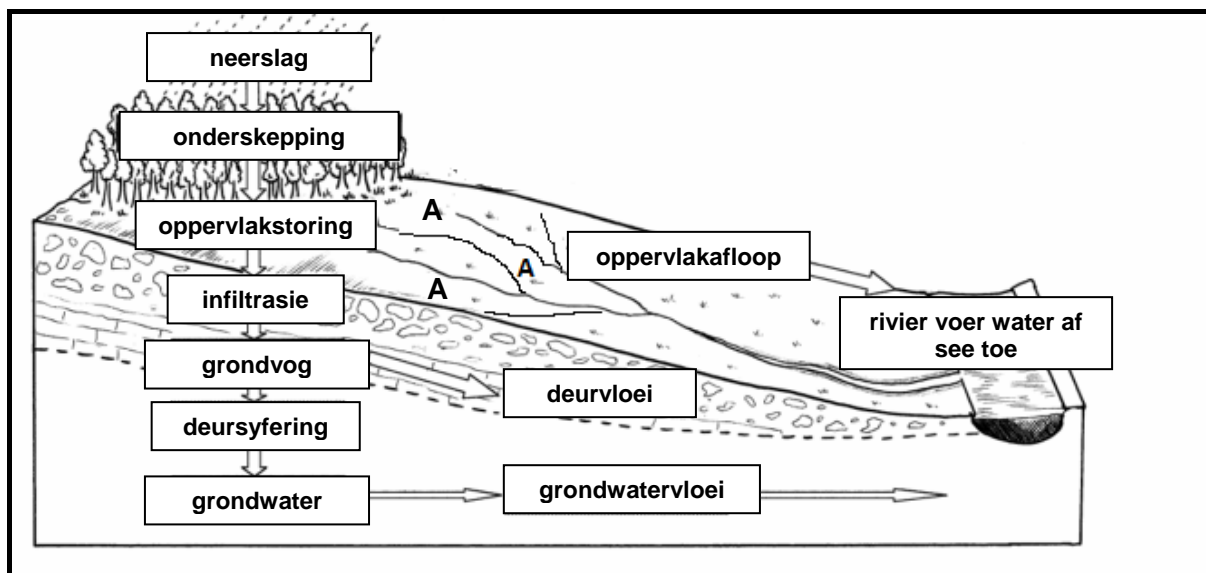 neerslag
onderskepping
oppervlakstoring
A
A
A
oppervlakafloop
infiltrasie
rivier voer water af
see toe
grondvog
deurvloei
deursyfering
grondwater
grondwatervloei